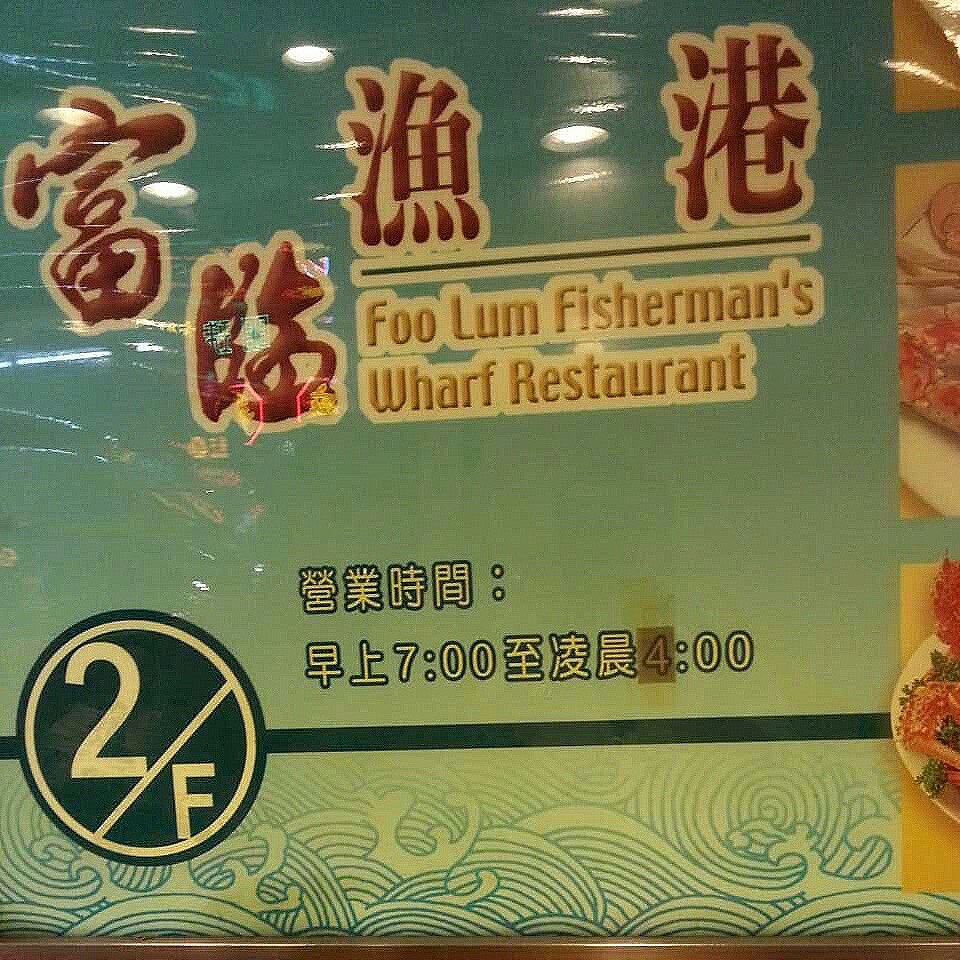 富臨漁港
Foo Lum Fisherman's
Wharf Restaurant
營業時間：
早上7:00至凌晨4:00
2/F